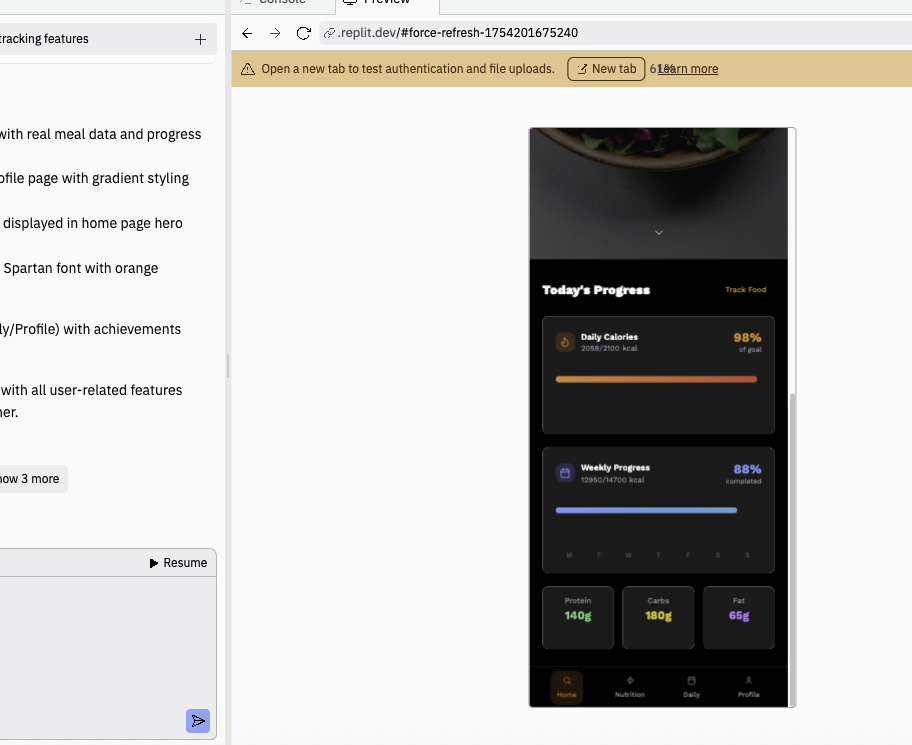 Console
Preview
tracking features
.replit.dev/#force-refresh-1754201675240
Open a new tab to test authentication and file uploads.
New tab
Learn more
with real meal data and progress
ofile page with gradient styling
displayed in home page hero
Spartan font with orange
ly/Profile) with achievements
with all user-related features
ner.
how 3 more
Resume
Today's Progress
Track Food
Daily Calories
98%
2058/2100 kcal
of goal
Weekly Progress
88%
12950/14700 kcal
completed
M T W T F S S
Protein
Carbs
Fat
140g
180g
65g
Home
Nutrition
Daily
Profile